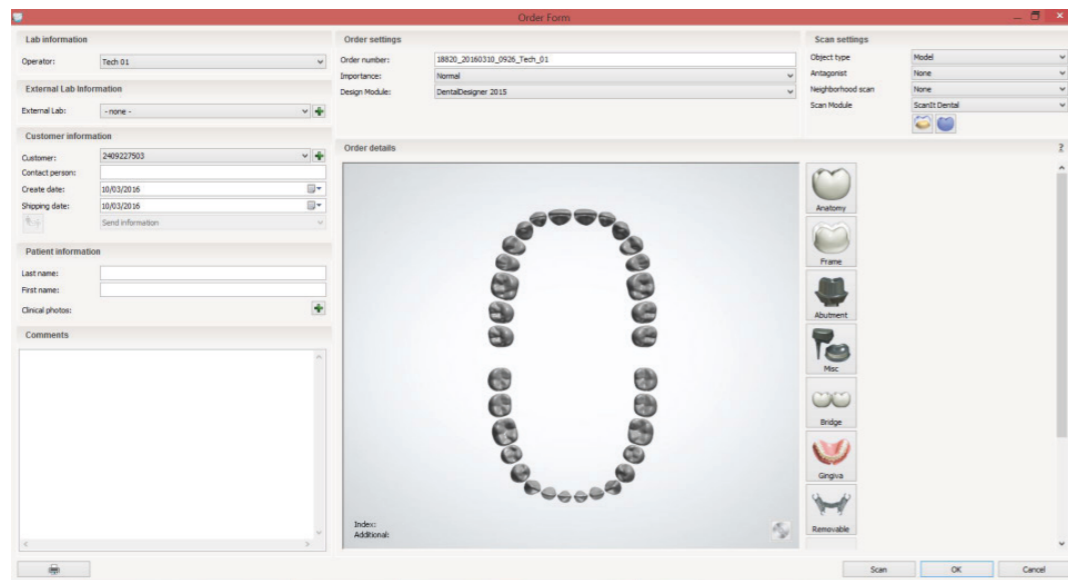 Order Form
Lab information
Operator: Tech 01
External Lab Information
External Lab: - none -
Customer information
Customer: 2409227503
Contact person:
Create date: 10/03/2016
Shipping date: 10/03/2016
Send information
Patient information
Last name:
First name:
Clinical photos:
Comments
Order settings
Order number: 18820_20160310_0926_Tech_01
Importance: Normal
Design Module: DentalDesigner 2015
Scan settings
Object type Model
Antagonist None
Neighborhood scan None
Scan Module ScanIt Dental
Order details ?
Anatomy
Frame
Abutment
Misc
Bridge
Gingiva
Removable
Index:
Additional:
Scan OK Cancel